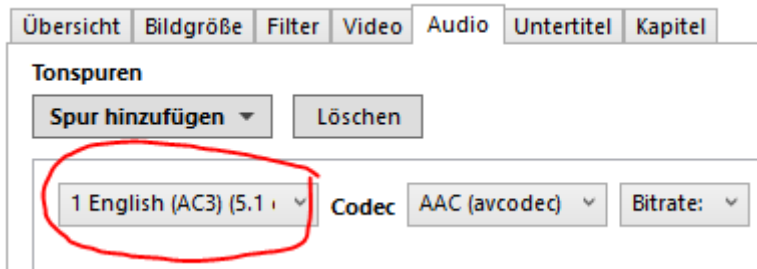 Übersicht Bildgröße Filter Video Audio Untertitel Kapitel
Tonspuren
Spur hinzufügen Löschen
1 English (AC3) (5.1 Codec AAC (avcodec) Bitrate: